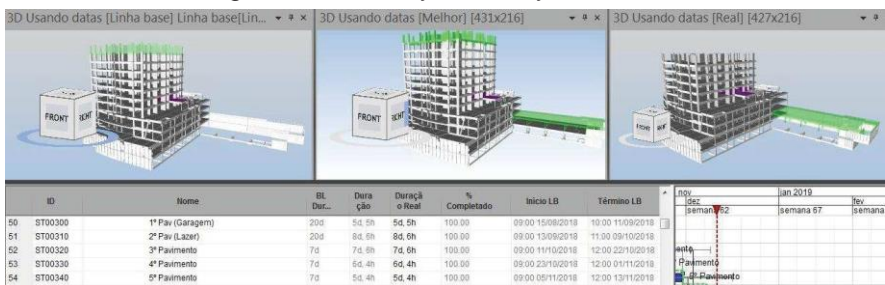 3D Usando datas [Linha base] Linha base[Lin...
3D Usando datas [Melhor] [431x216]
3D Usando datas [Real] [427x216]
FRONT
FRONT
FRONT
ID Nome BL Dur... Dura ção Duraçã o Real % Completado Início LB Término LB
nov jan 2019
dez fev
semana 62 semana 67 semana
50 ST00300 1º Pav (Garagem) 20d 5d, 5h 5d, 5h 100.00 09:00 15/08/2018 10:00 11/09/2018
51 ST00310 2º Pav (Lazer) 20d 8d, 6h 8d, 6h 100.00 09:00 13/09/2018 11:00 09/10/2018
52 ST00320 3º Pavimento 7d 7d, 6h 7d, 6h 100.00 09:00 11/10/2018 12:00 22/10/2018
53 ST00330 4º Pavimento 7d 6d, 4h 6d, 4h 100.00 09:00 23/10/2018 12:00 01/11/2018
Pavimento
54 ST00340 5º Pavimento 7d 5d, 4h 5d, 4h 100.00 09:00 05/11/2018 12:00 13/11/2018
Pavimento